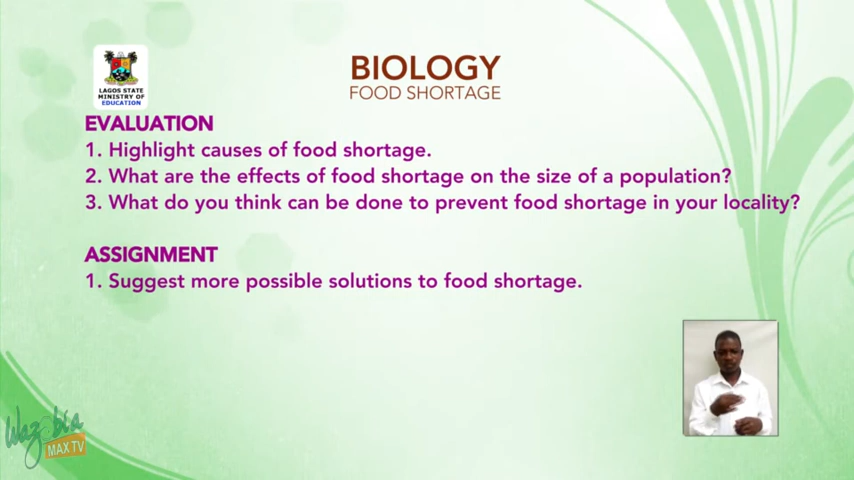 BIOLOGY
FOOD SHORTAGE
LAGOS STATE
MINISTRY OF
EDUCATION
EVALUATION
1. Highlight causes of food shortage.
2. What are the effects of food shortage on the size of a population?
3. What do you think can be done to prevent food shortage in your locality?
ASSIGNMENT
1. Suggest more possible solutions to food shortage.
Wazobia
MAX TV